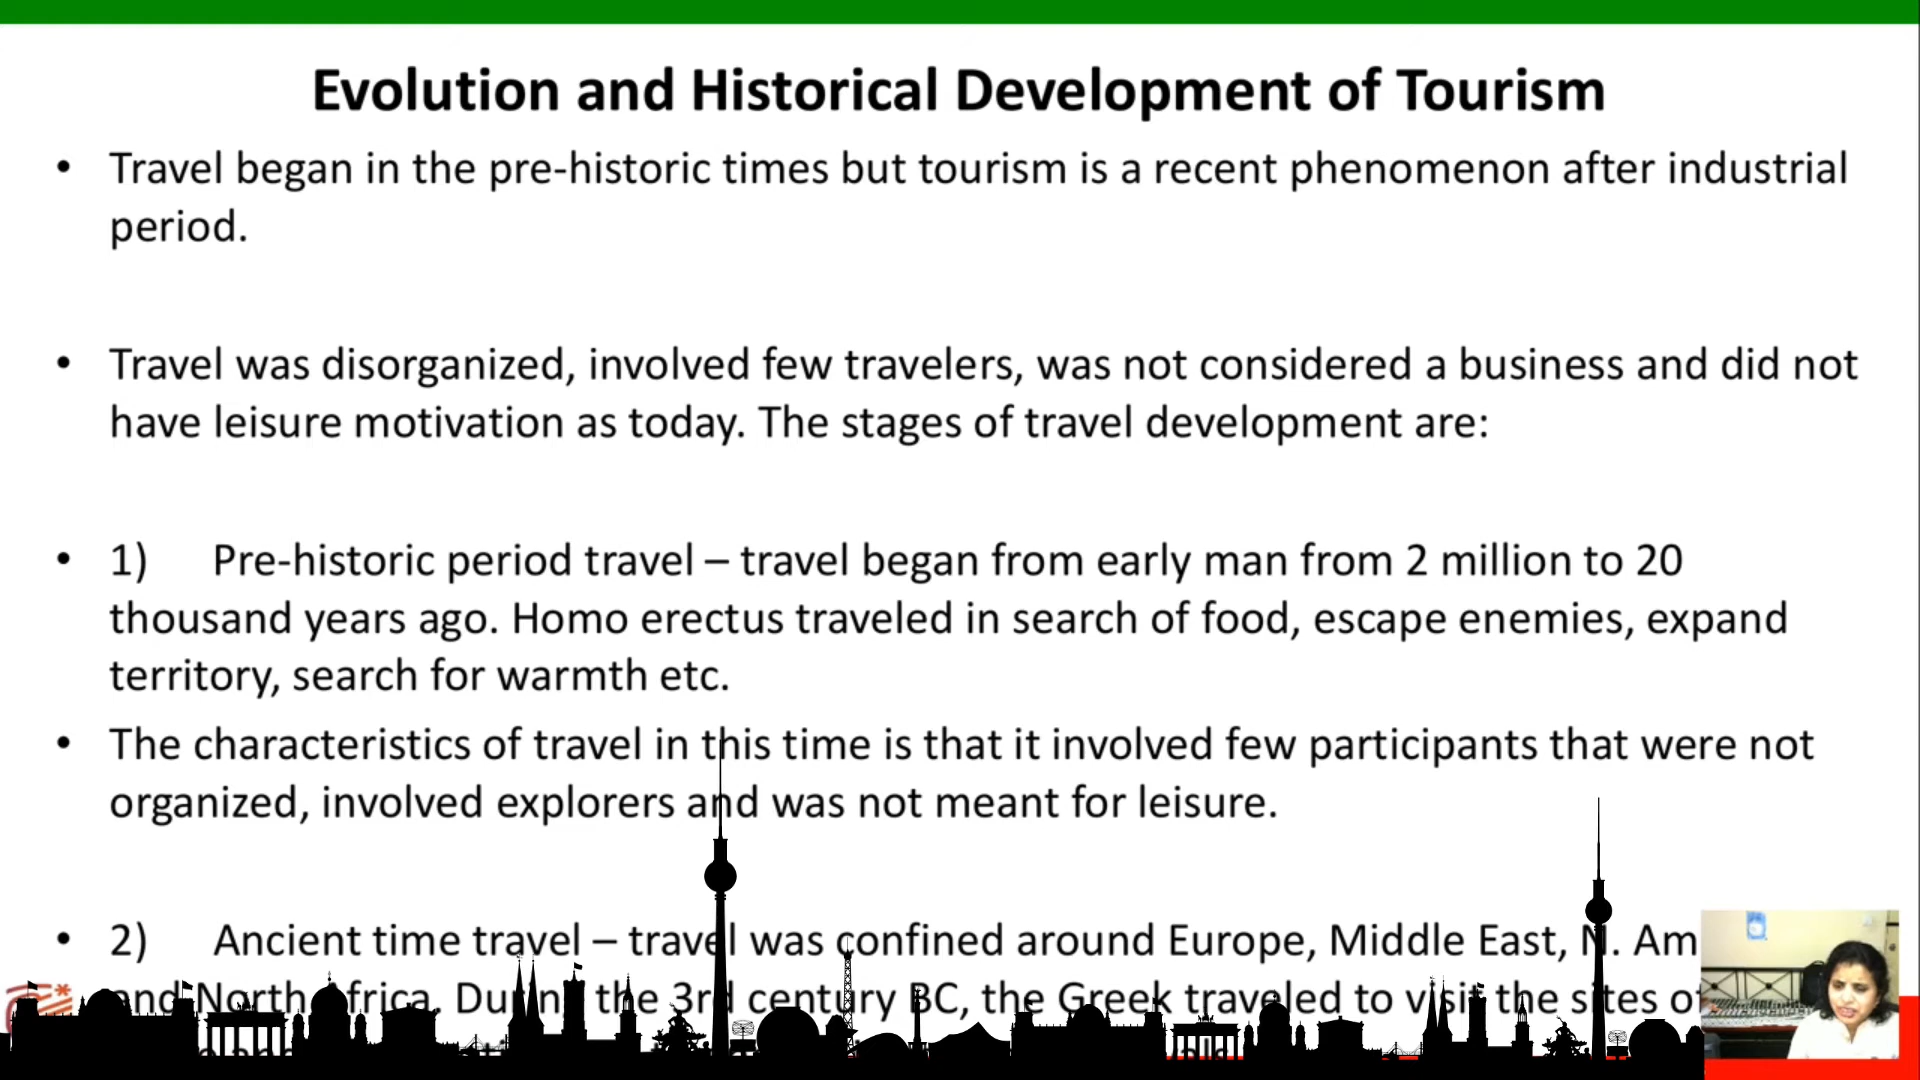 Evolution and Historical Development of Tourism
• Travel began in the pre-historic times but tourism is a recent phenomenon after industrial
period.
• Travel was disorganized, involved few travelers, was not considered a business and did not
have leisure motivation as today. The stages of travel development are:
• 1) Pre-historic period travel – travel began from early man from 2 million to 20
thousand years ago. Homo erectus traveled in search of food, escape enemies, expand
territory, search for warmth etc.
• The characteristics of travel in this time is that it involved few participants that were not
organized, involved explorers and was not meant for leisure.
• 2) Ancient time travel – travel was confined around Europe, Middle East, N. Am
and North Africa. During the 3rd century BC, the Greek traveled to visit the sites of